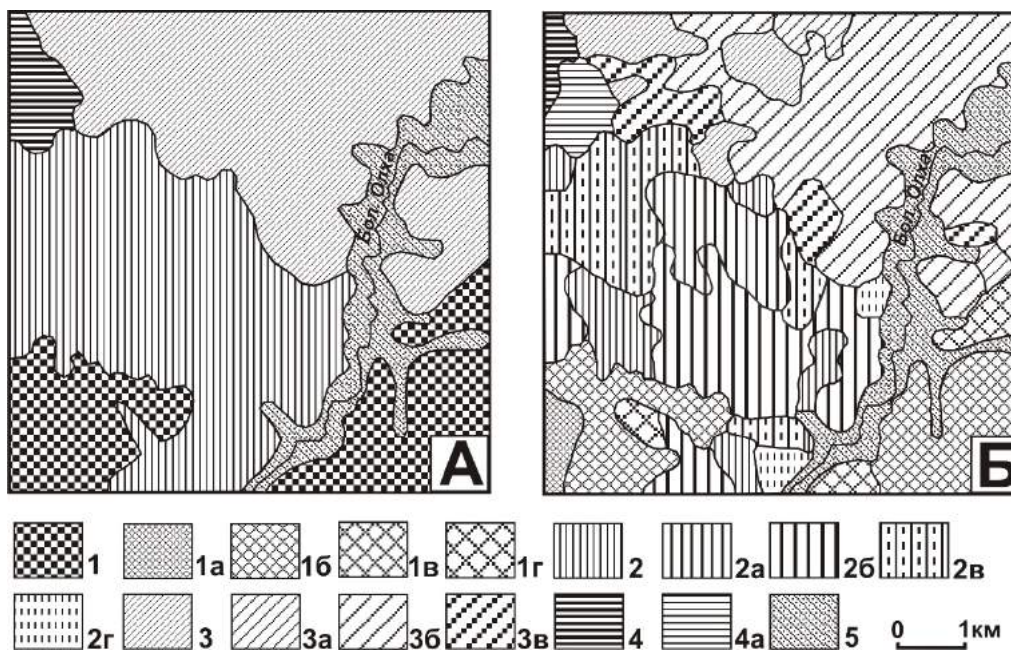 Бол. Олха
А
Бол. Олха
Б
1 1а 1б 1в 1г 2 2а 2б 2в
2г 3 3а 3б 3в 4 4а 5 0 1км